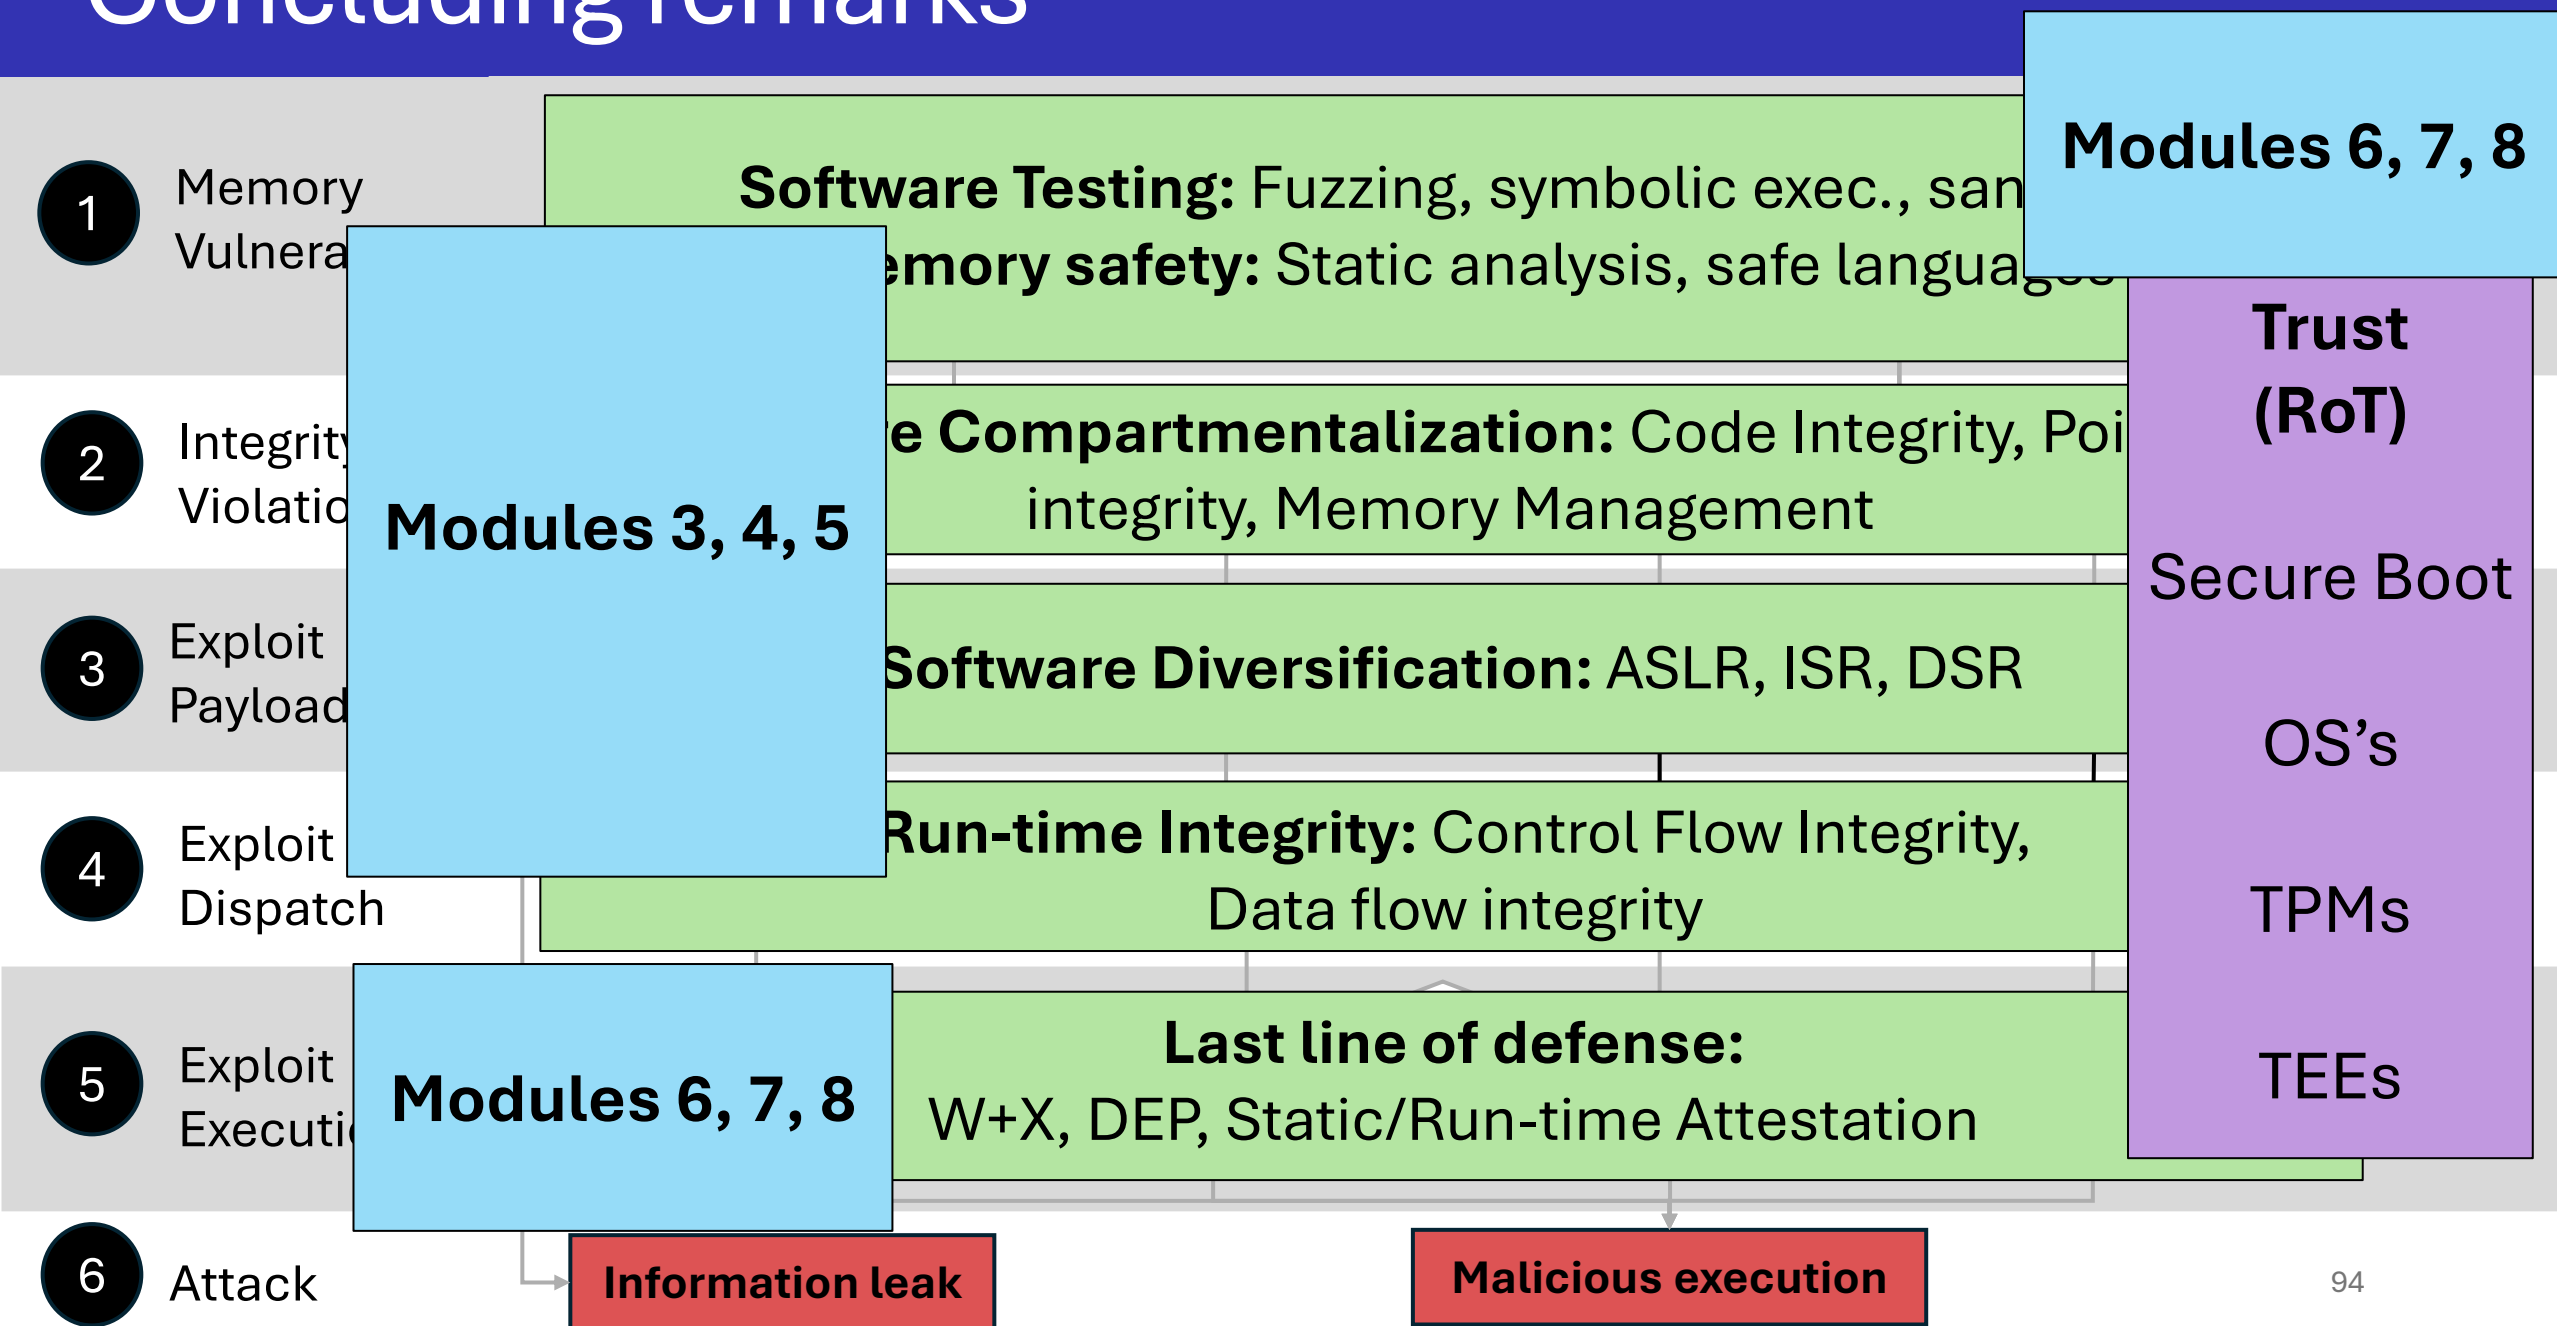 Concluding remarks
Modules 6, 7, 8
1
Memory
Vulnera
Software Testing: Fuzzing, symbolic exec., san
emory safety: Static analysis, safe languages
Trust
(RoT)
Secure Boot
OS’s
TPMs
TEEs
Modules 3, 4, 5
2
Integrity
Violatio
e Compartmentalization: Code Integrity, Poi
integrity, Memory Management
3
Exploit
Payload
Software Diversification: ASLR, ISR, DSR
4
Exploit
Dispatch
Run-time Integrity: Control Flow Integrity,
Data flow integrity
5
Exploit
Executi
Modules 6, 7, 8
Last line of defense:
W+X, DEP, Static/Run-time Attestation
6
Attack
Information leak
Malicious execution
94